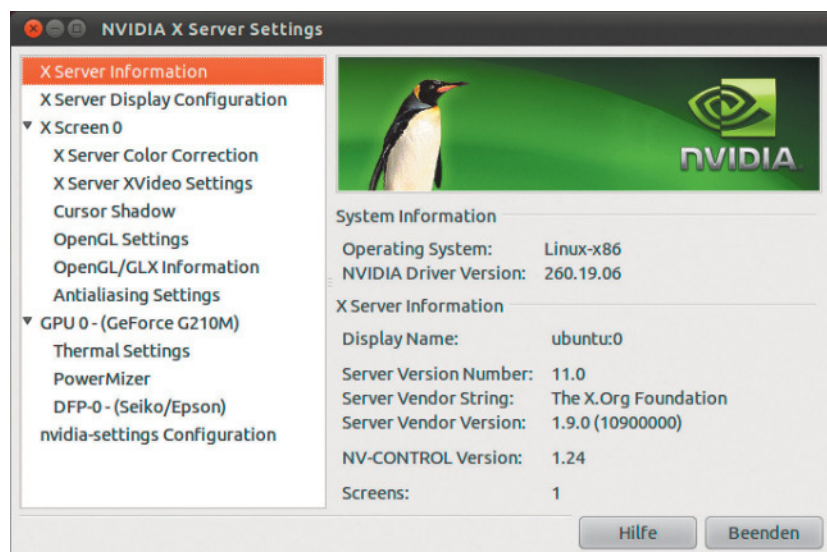 NVIDIA X Server Settings
X Server Information
X Server Display Configuration
X Screen 0
X Server Color Correction
X Server XVideo Settings
Cursor Shadow
OpenGL Settings
OpenGL/GLX Information
Antialiasing Settings
GPU 0 - (GeForce G210M)
Thermal Settings
PowerMizer
DFP-0 - (Seiko/Epson)
nvidia-settings Configuration
NVIDIA
System Information
Operating System: Linux-x86
NVIDIA Driver Version: 260.19.06
X Server Information
Display Name: ubuntu:0
Server Version Number: 11.0
Server Vendor String: The X.Org Foundation
Server Vendor Version: 1.9.0 (10900000)
NV-CONTROL Version: 1.24
Screens: 1
Hilfe
Beenden